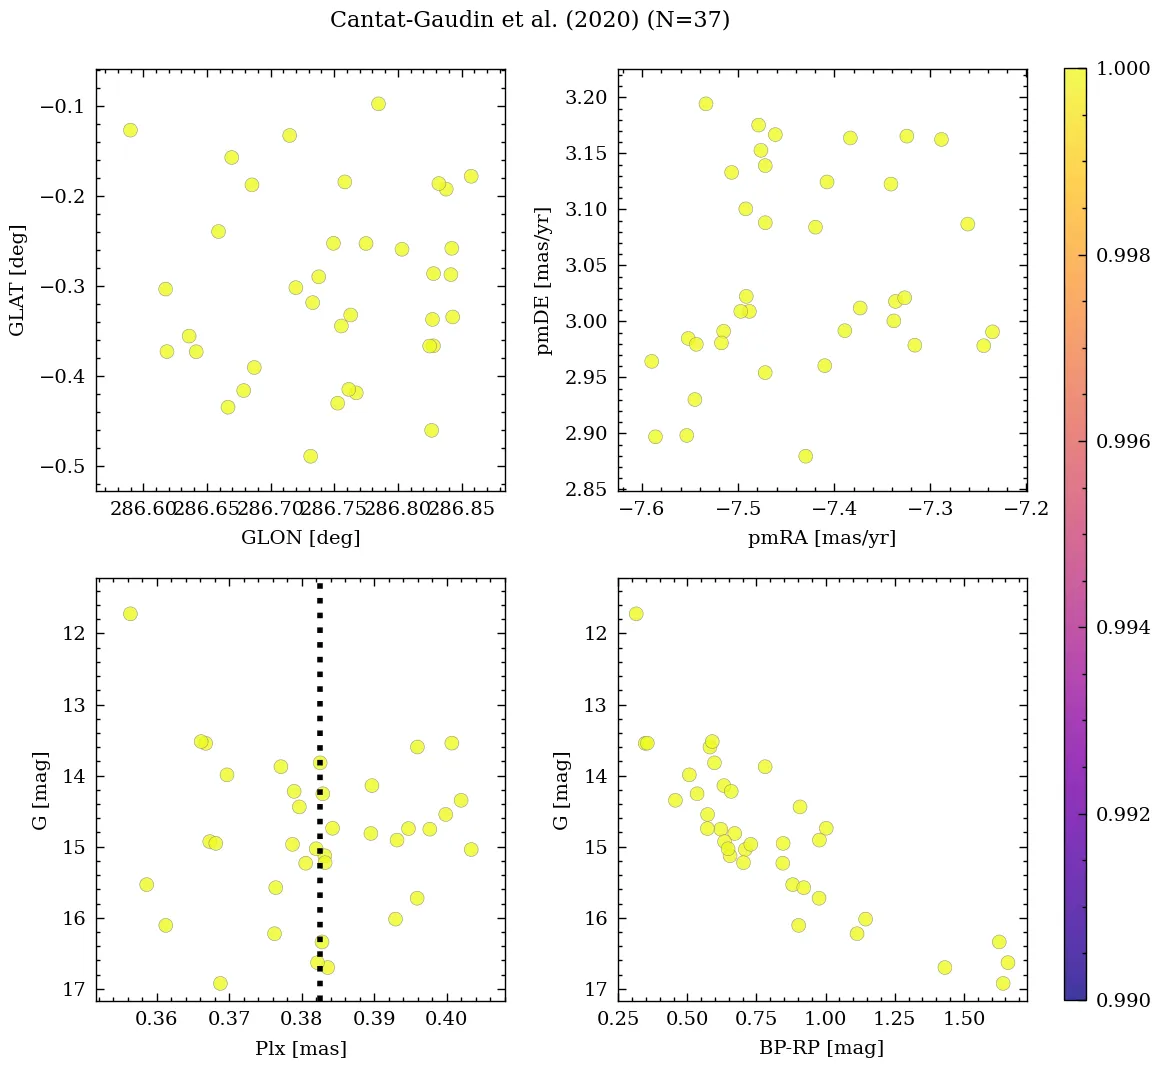 Cantat-Gaudin et al. (2020) (N=37)
−0.1
−0.2
−0.3
−0.4
−0.5
GLAT [deg]
286.60 286.65 286.70 286.75 286.80 286.85
GLON [deg]
3.20
3.15
3.10
3.05
3.00
2.95
2.90
2.85
pmDE [mas/yr]
−7.6 −7.5 −7.4 −7.3 −7.2
pmRA [mas/yr]
12
13
14
15
16
17
G [mag]
0.36 0.37 0.38 0.39 0.40
Plx [mas]
12
13
14
15
16
17
G [mag]
0.25 0.50 0.75 1.00 1.25 1.50
BP-RP [mag]
1.000
0.998
0.996
0.994
0.992
0.990